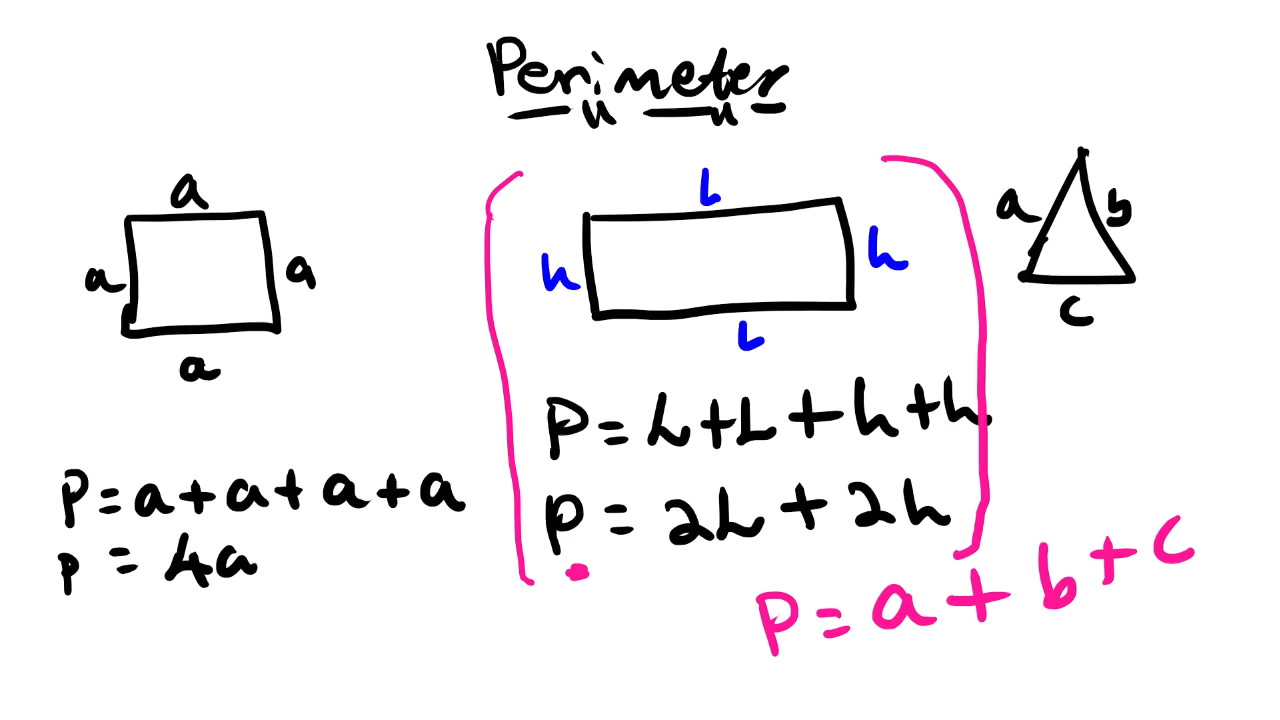 Perimeter
a
a
a
a
P = a + a + a + a
P = 4a
L
h
h
L
P = L + L + h + h
P = 2L + 2h
a
b
c
P = a + b + c